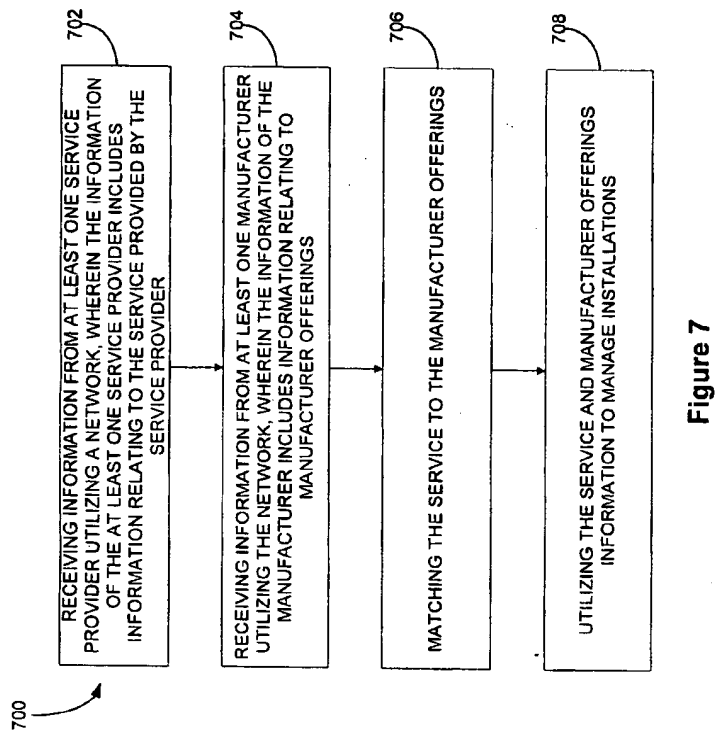 700
702
RECEIVING INFORMATION FROM AT LEAST ONE SERVICE
PROVIDER UTILIZING A NETWORK, WHEREIN THE INFORMATION
OF THE AT LEAST ONE SERVICE PROVIDER INCLUDES
INFORMATION RELATING TO THE SERVICE PROVIDED BY THE
SERVICE PROVIDER
704
RECEIVING INFORMATION FROM AT LEAST ONE MANUFACTURER
UTILIZING THE NETWORK, WHEREIN THE INFORMATION OF THE
MANUFACTURER INCLUDES INFORMATION RELATING TO
MANUFACTURER OFFERINGS
706
MATCHING THE SERVICE TO THE MANUFACTURER OFFERINGS
708
UTILIZING THE SERVICE AND MANUFACTURER OFFERINGS
INFORMATION TO MANAGE INSTALLATIONS
Figure 7